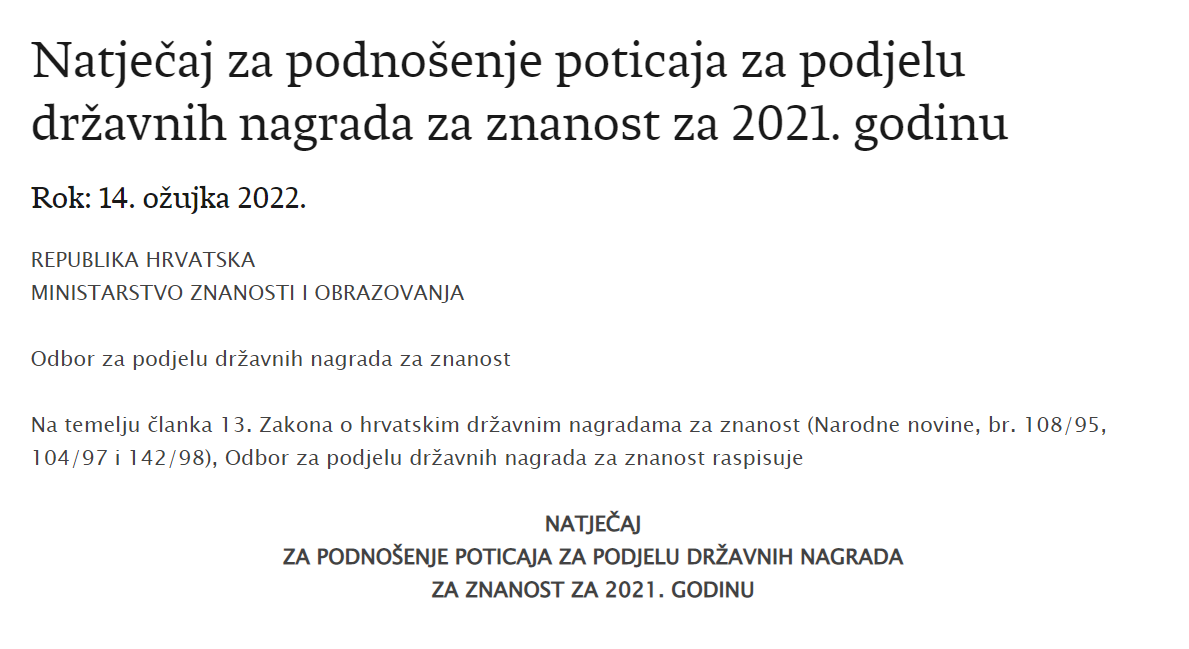 Natječaj za podnošenje poticaja za podjelu
državnih nagrada za znanost za 2021. godinu
Rok: 14. ožujka 2022.
REPUBLIKA HRVATSKA
MINISTARSTVO ZNANOSTI I OBRAZOVANJA
Odbor za podjelu državnih nagrada za znanost
Na temelju članka 13. Zakona o hrvatskim državnim nagradama za znanost (Narodne novine, br. 108/95,
104/97 i 142/98), Odbor za podjelu državnih nagrada za znanost raspisuje
NATJEČAJ
ZA PODNOŠENJE POTICAJA ZA PODJELU DRŽAVNIH NAGRADA
ZA ZNANOST ZA 2021. GODINU